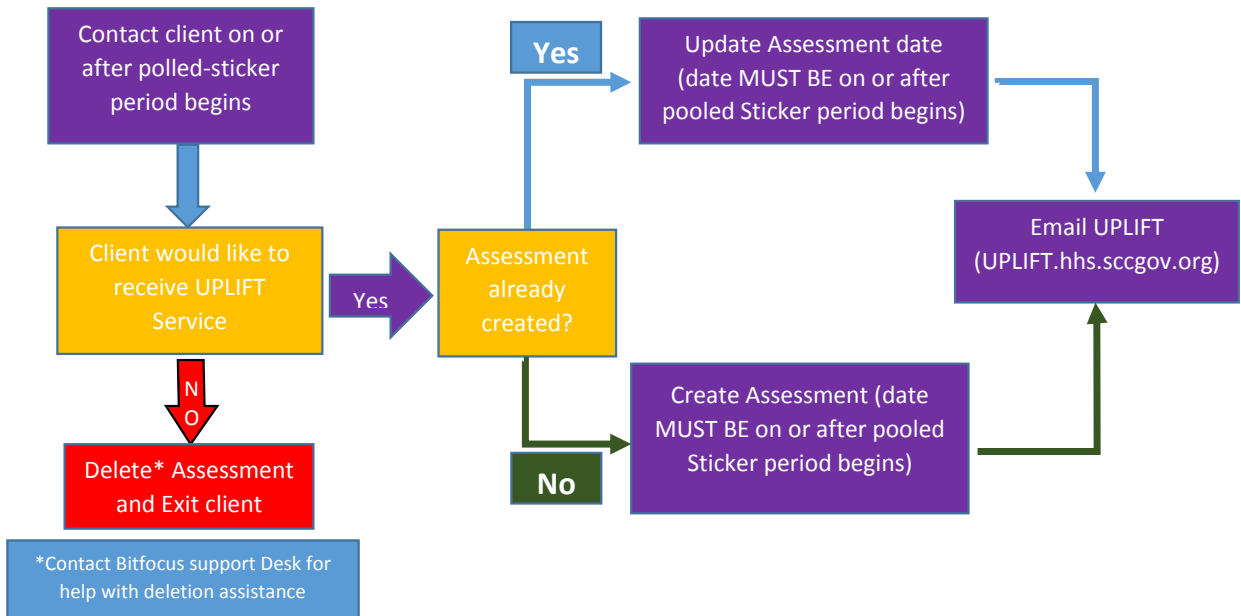 Contact client on or
after polled-sticker
period begins
Client would like to
receive UPLIFT
Service
Yes
N
O
Delete* Assessment
and Exit client
*Contact Bitfocus support Desk for
help with deletion assistance
Assessment
already
created?
Yes
Update Assessment date
(date MUST BE on or after
pooled Sticker period begins)
No
Create Assessment (date
MUST BE on or after pooled
Sticker period begins)
Email UPLIFT
(UPLIFT.hhs.sccgov.org)